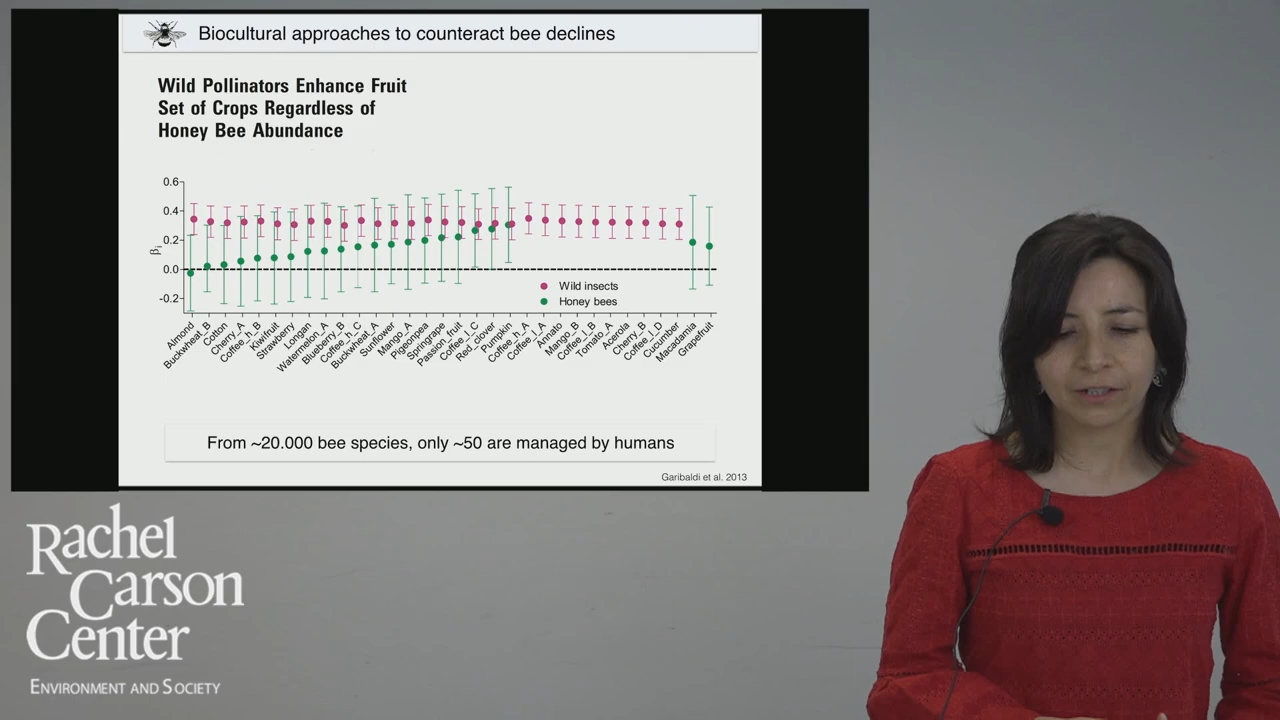 Biocultural approaches to counteract bee declines
Wild Pollinators Enhance Fruit
Set of Crops Regardless of
Honey Bee Abundance
0.6
0.4
0.2
0.0
-0.2
βi
Wild insects
Honey bees
Almond
Buckwheat_B
Cotton
Cherry_A
Coffee_h_B
Kiwifruit
Strawberry
Longan
Watermelon_A
Blueberry_B
Coffee_h_C
Buckwheat_A
Sunflower
Mango_A
Pigeonpea
Springrape
Passion_fruit
Coffee_l_C
Red_clover
Pumpkin
Coffee_h_A
Coffee_l_A
Annato
Mango_B
Coffee_l_B
Tomato_A
Acerola
Cherry_B
Coffee_l_D
Cucumber
Macadamia
Grapefruit
From ~20.000 bee species, only ~50 are managed by humans
Garibaldi et al. 2013
Rachel
Carson
Center
ENVIRONMENT AND SOCIETY